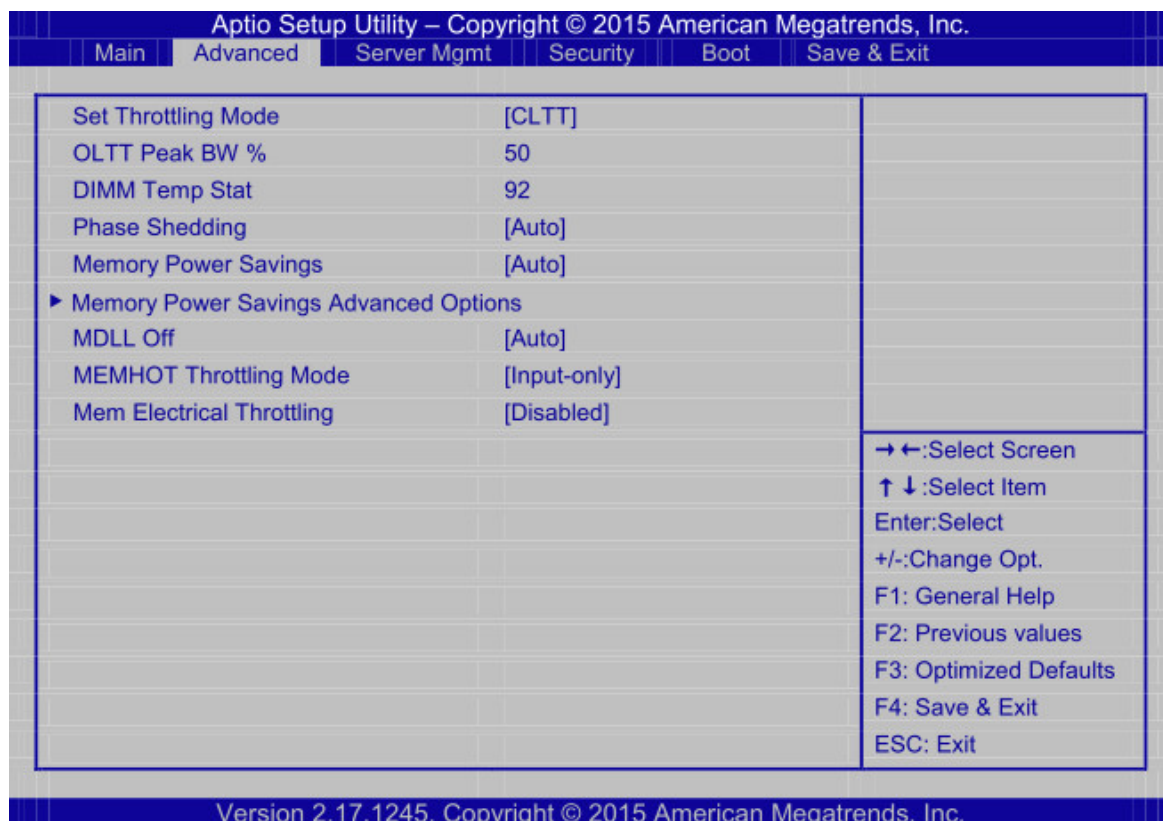 Aptio Setup Utility – Copyright © 2015 American Megatrends, Inc.
Main Advanced Server Mgmt Security Boot Save & Exit
Set Throttling Mode [CLTT]
OLTT Peak BW % 50
DIMM Temp Stat 92
Phase Shedding [Auto]
Memory Power Savings [Auto]
▶ Memory Power Savings Advanced Options
MDLL Off [Auto]
MEMHOT Throttling Mode [Input-only]
Mem Electrical Throttling [Disabled]
→←:Select Screen
↑↓:Select Item
Enter:Select
+/-:Change Opt.
F1: General Help
F2: Previous values
F3: Optimized Defaults
F4: Save & Exit
ESC: Exit
Version 2.17.1245. Copyright © 2015 American Megatrends, Inc.